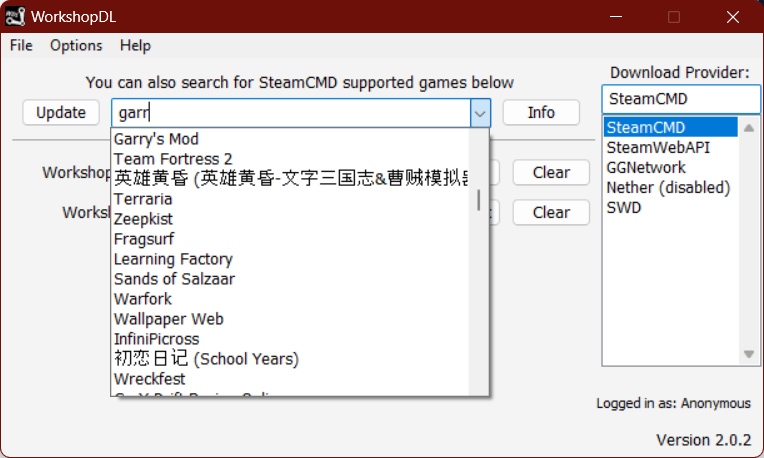 WorkshopDL
File Options Help
You can also search for SteamCMD supported games below
Download Provider:
Update garr Info
SteamCMD
Garry's Mod
Team Fortress 2
英雄黄昏 (英雄黄昏-文字三国志&曹贼模拟
Terraria
Zeepkist
Fragsurf
Learning Factory
Sands of Salzaar
Warfork
Wallpaper Web
InfiniPicross
初恋日记 (School Years)
Wreckfest
Worksho
Clear
Worksh
Clear
SteamCMD
SteamWebAPI
GGNetwork
Nether (disabled)
SWD
Logged in as: Anonymous
Version 2.0.2